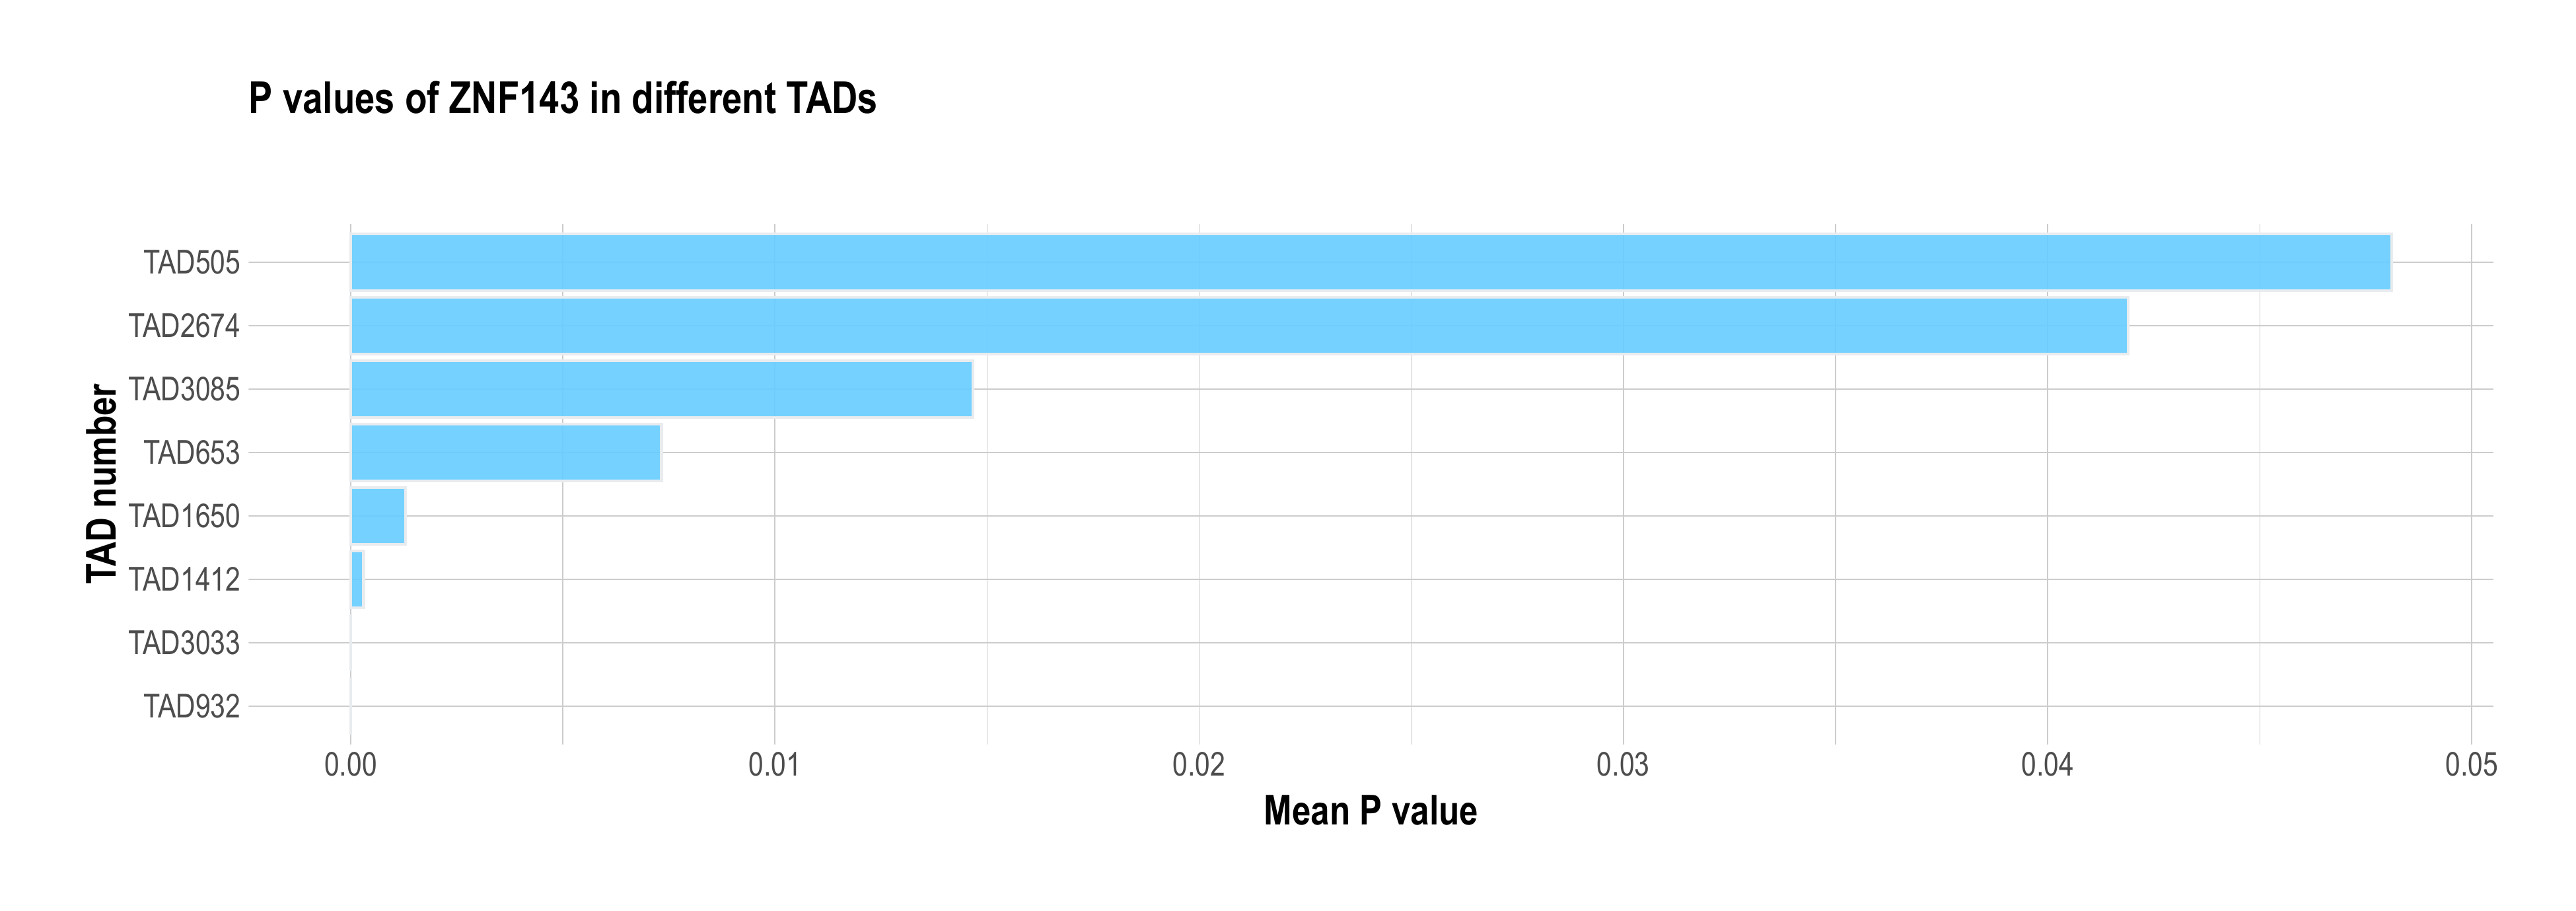 P values of ZNF143 in different TADs
TAD number
TAD505
TAD2674
TAD3085
TAD653
TAD1650
TAD1412
TAD3033
TAD932
0.00 0.01 0.02 0.03 0.04 0.05
Mean P value